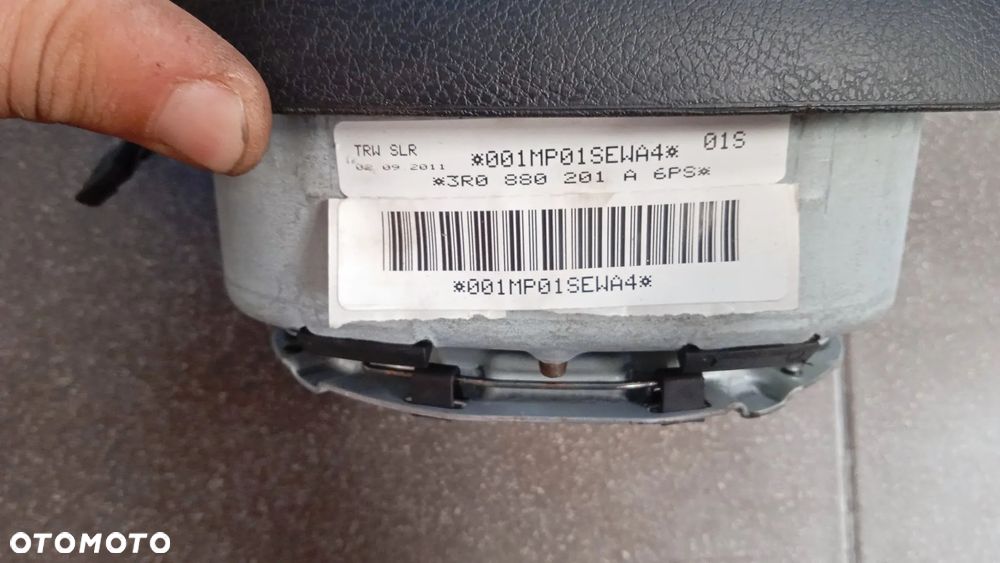 TRW SLR *001MP01SEWA4* 01S
02 09 2011
*3R0 880 201 A 6PS*
*001MP01SEWA4*
OTOMOTO